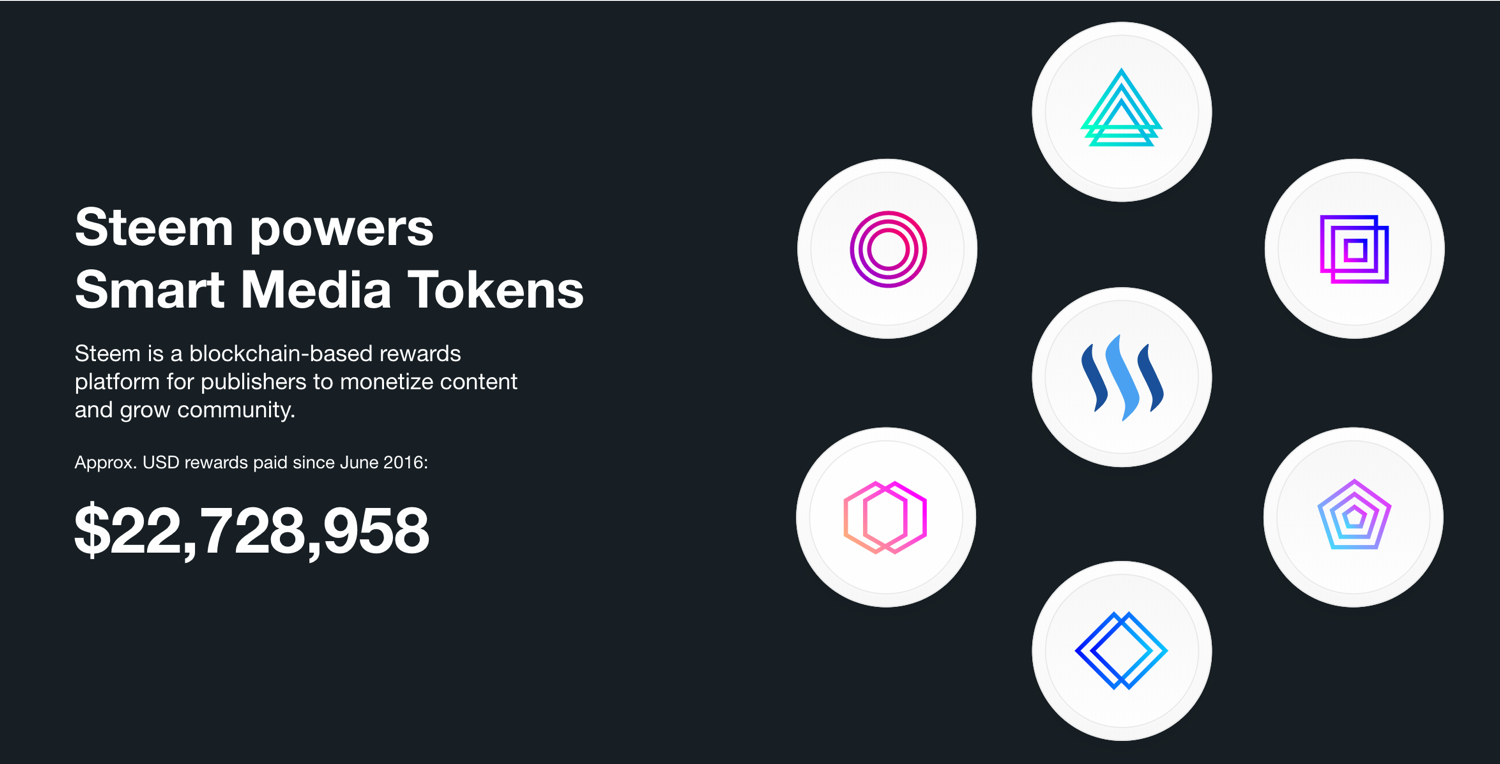 Steem powers
Smart Media Tokens
Steem is a blockchain-based rewards
platform for publishers to monetize content
and grow community.
Approx. USD rewards paid since June 2016:
$22,728,958